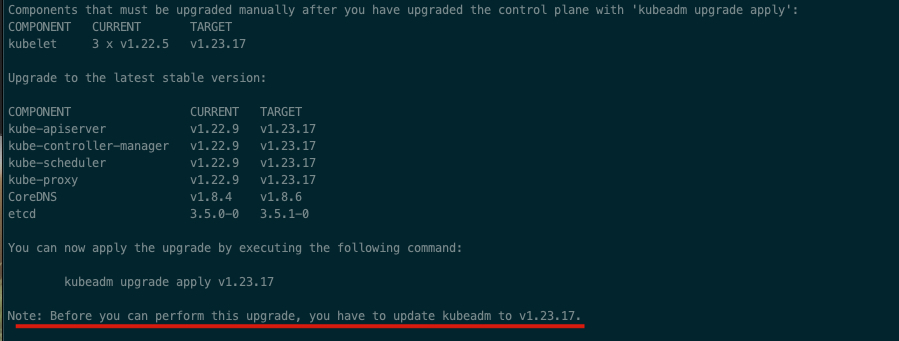 Components that must be upgraded manually after you have upgraded the control plane with 'kubeadm upgrade apply':
COMPONENT   CURRENT       TARGET
kubelet     3 x v1.22.5   v1.23.17

Upgrade to the latest stable version:

COMPONENT                 CURRENT   TARGET
kube-apiserver            v1.22.9   v1.23.17
kube-controller-manager   v1.22.9   v1.23.17
kube-scheduler            v1.22.9   v1.23.17
kube-proxy                v1.22.9   v1.23.17
CoreDNS                   v1.8.4    v1.8.6
etcd                      3.5.0-0   3.5.1-0

You can now apply the upgrade by executing the following command:

        kubeadm upgrade apply v1.23.17

Note: Before you can perform this upgrade, you have to update kubeadm to v1.23.17.